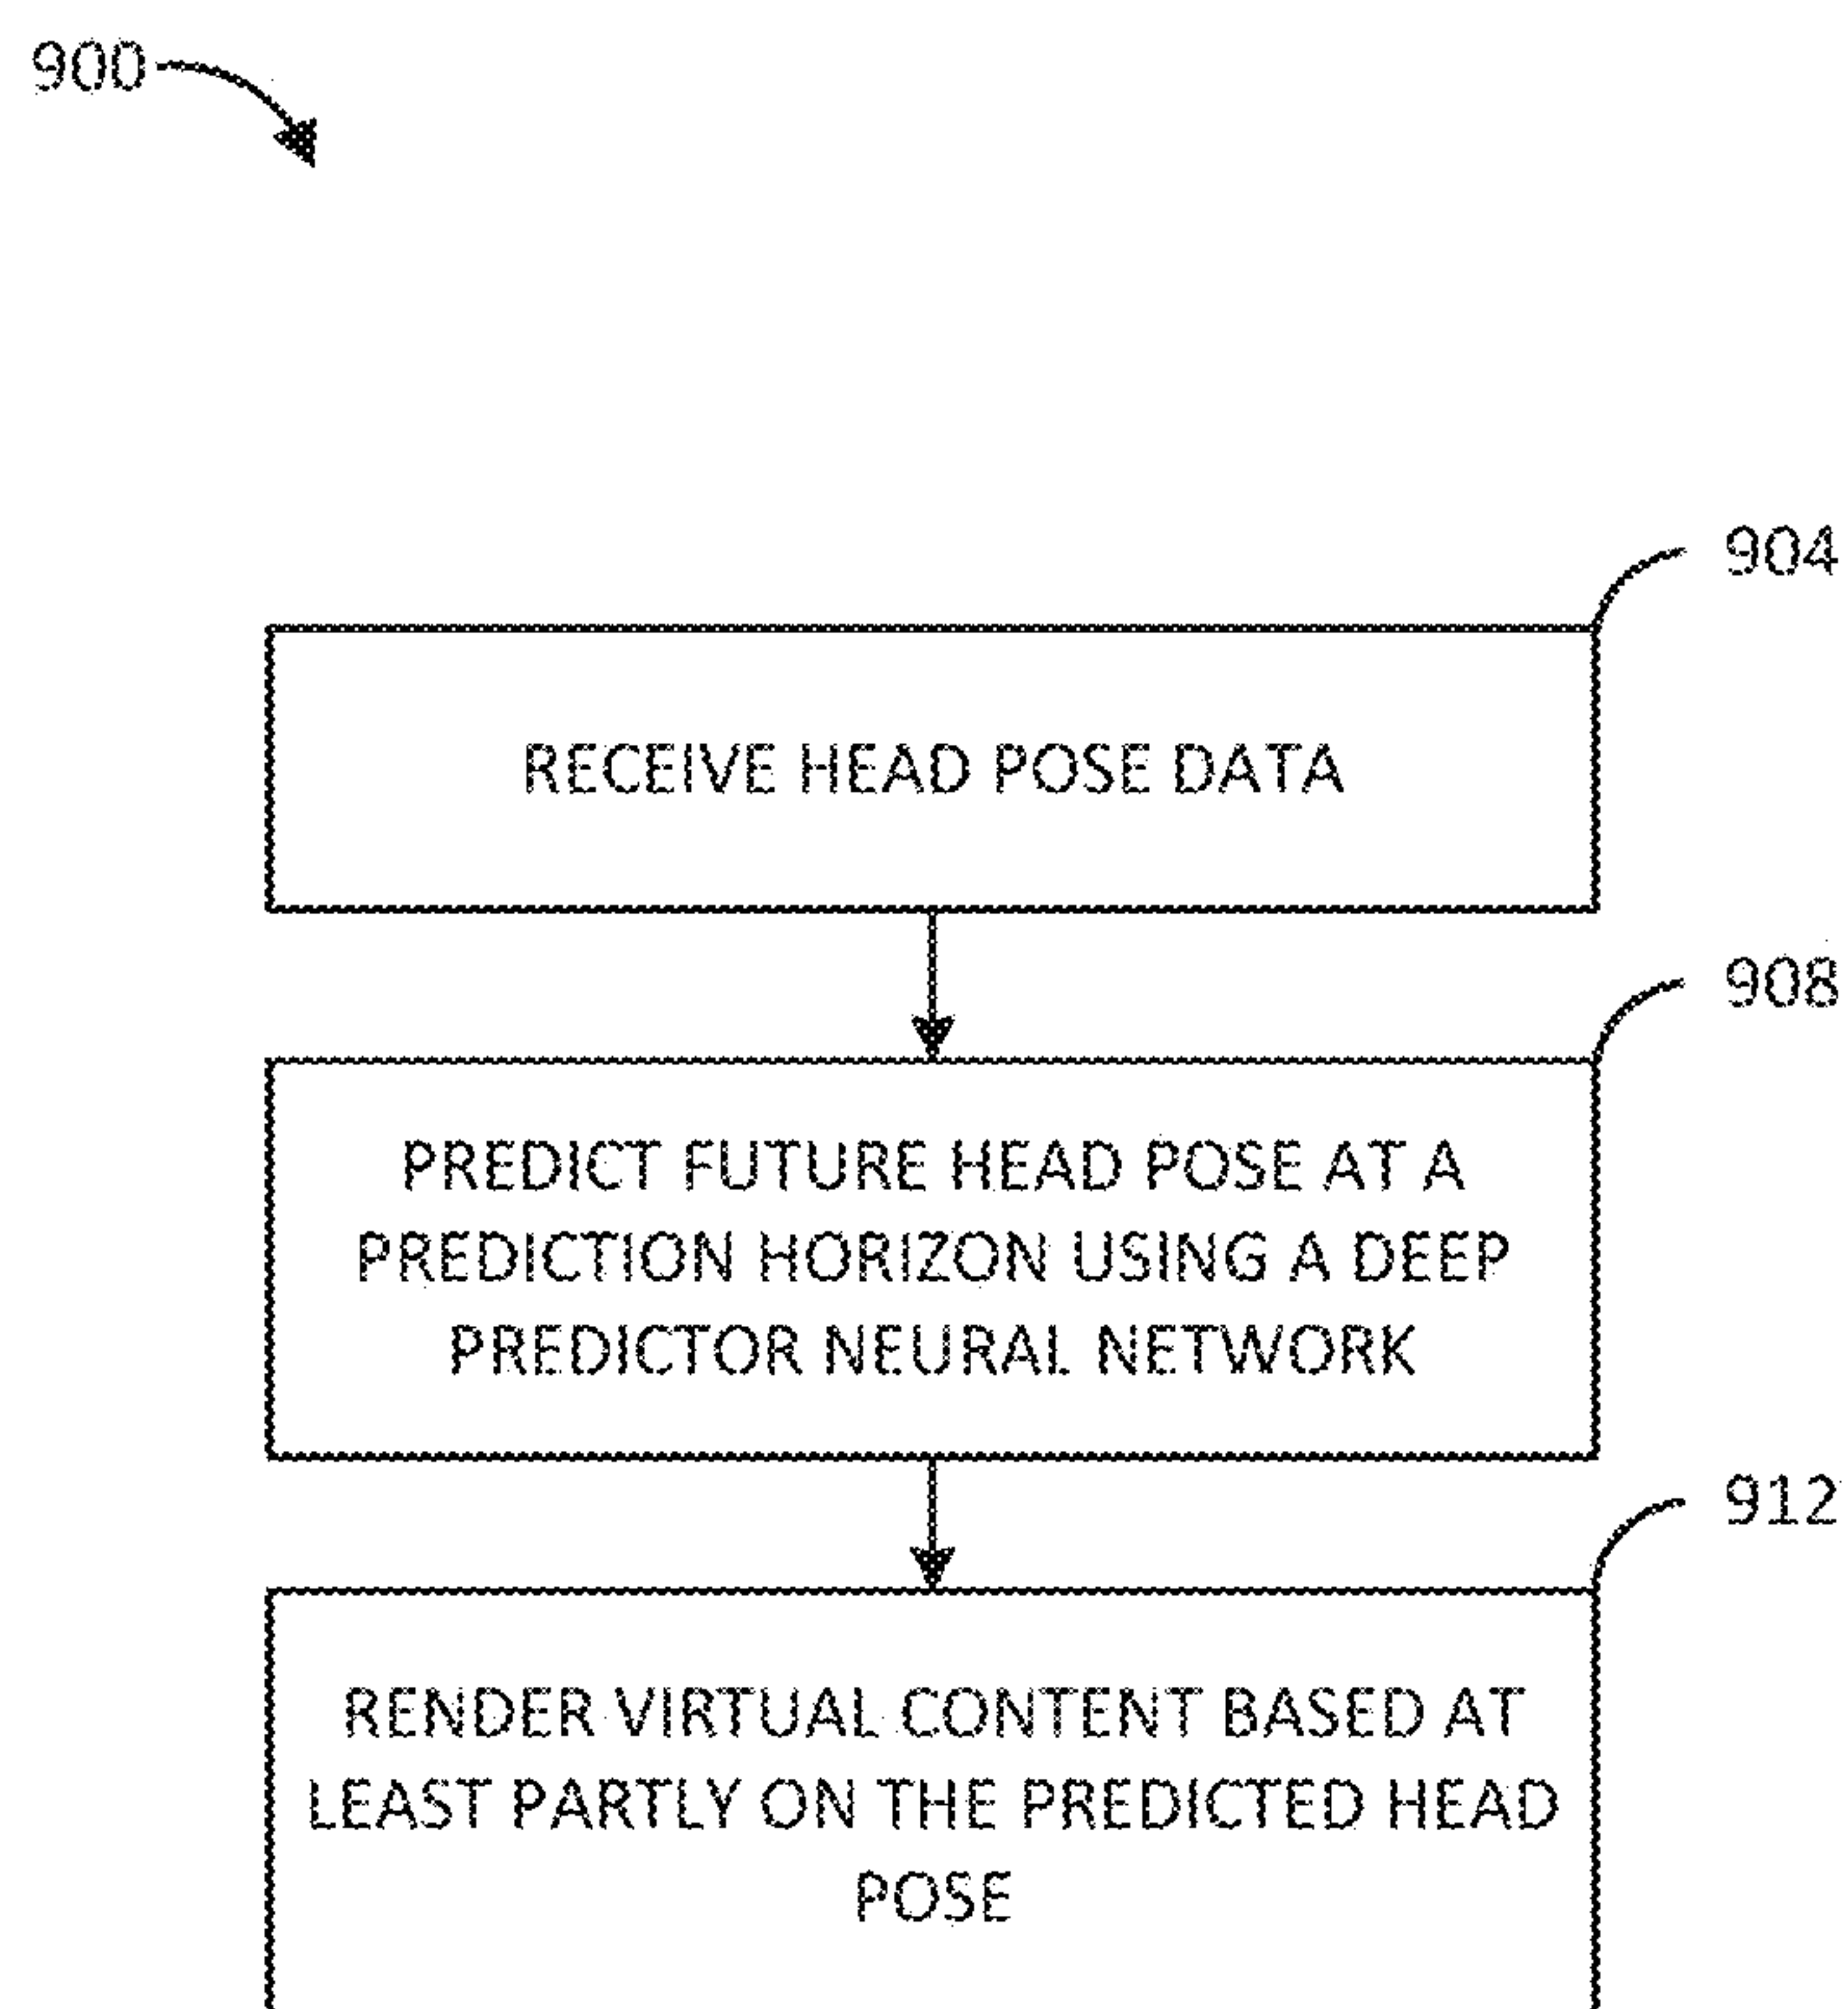 900
904
RECEIVE HEAD POSE DATA
908
PREDICT FUTURE HEAD POSE AT A
PREDICTION HORIZON USING A DEEP
PREDICTOR NEURAL NETWORK
912
RENDER VIRTUAL CONTENT BASED AT
LEAST PARTLY ON THE PREDICTED HEAD
POSE